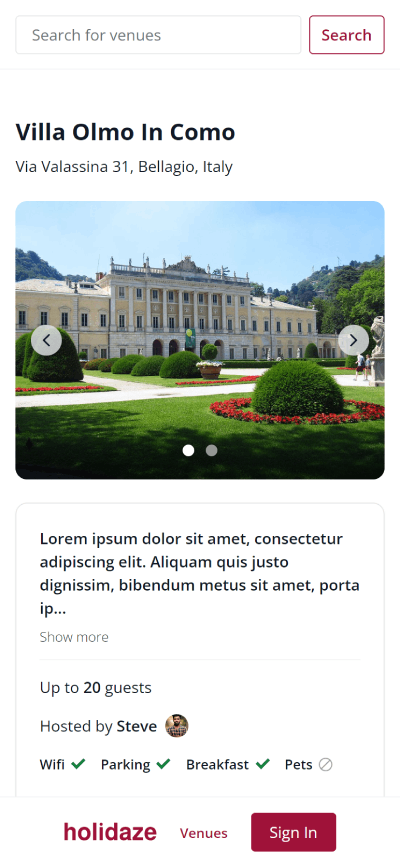 Search for venues
Search
Villa Olmo In Como
Via Valassina 31, Bellagio, Italy
Lorem ipsum dolor sit amet, consectetur
adipiscing elit. Aliquam quis justo
dignissim, bibendum metus sit amet, porta
ip...
Show more
Up to 20 guests
Hosted by Steve
Wifi Parking Breakfast Pets
holidaze Venues Sign In